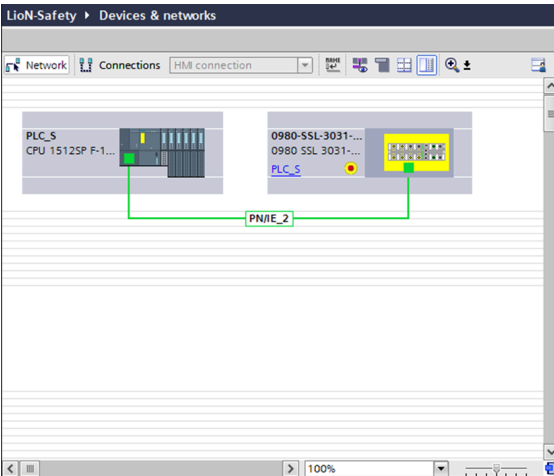 LioN-Safety ▸ Devices & networks
Network Connections HMI connection
PLC_S
CPU 1512SP F-1...
0980-SSL-3031-...
0980 SSL 3031-...
PLC_S
PN/IE_2
100%